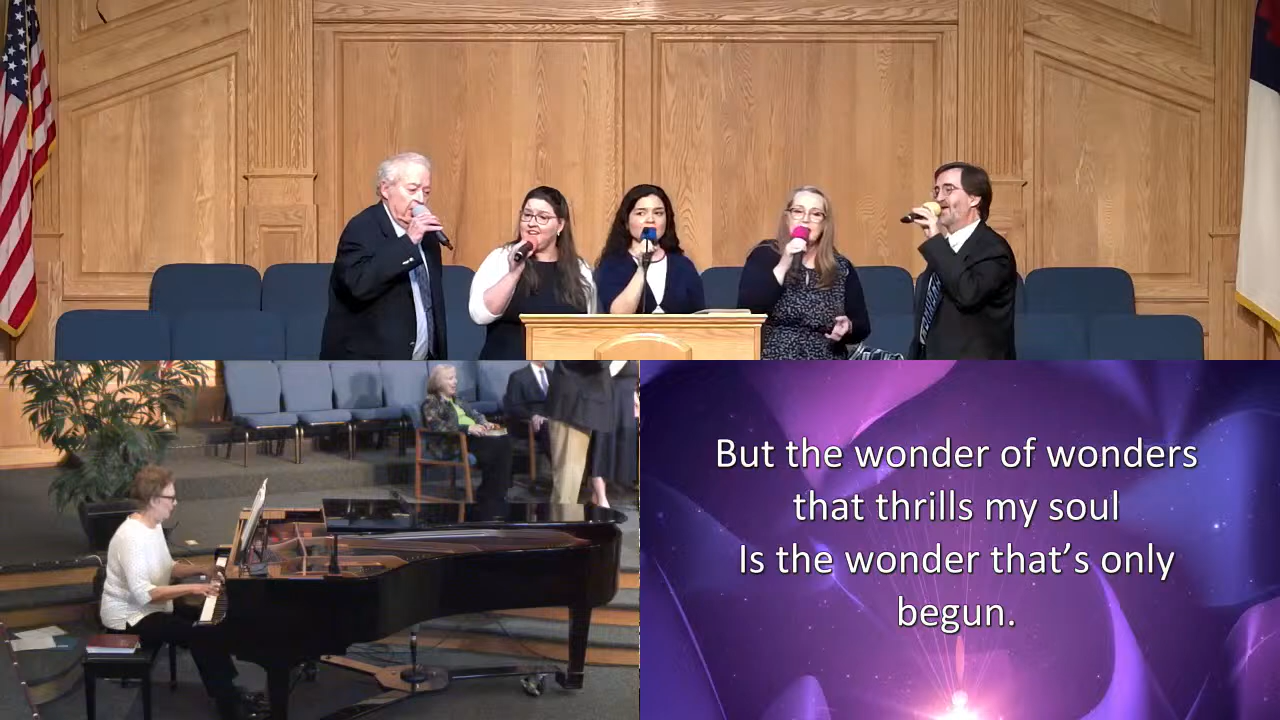 But the wonder of wonders
that thrills my soul
Is the wonder that’s only
begun.